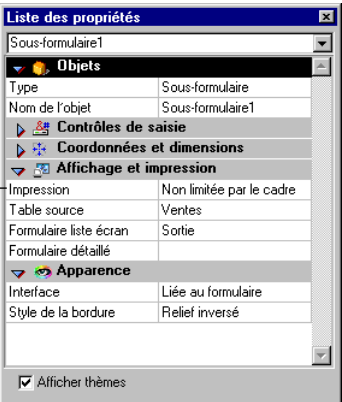 Liste des propriétés
Sous-formulaire1
Objets
Type Sous-formulaire
Nom de l'objet Sous-formulaire1
Contrôles de saisie
Coordonnées et dimensions
Affichage et impression
Impression Non limitée par le cadre
Table source Ventes
Formulaire liste écran Sortie
Formulaire détaillé
Apparence
Interface Liée au formulaire
Style de la bordure Relief inversé
Afficher thèmes